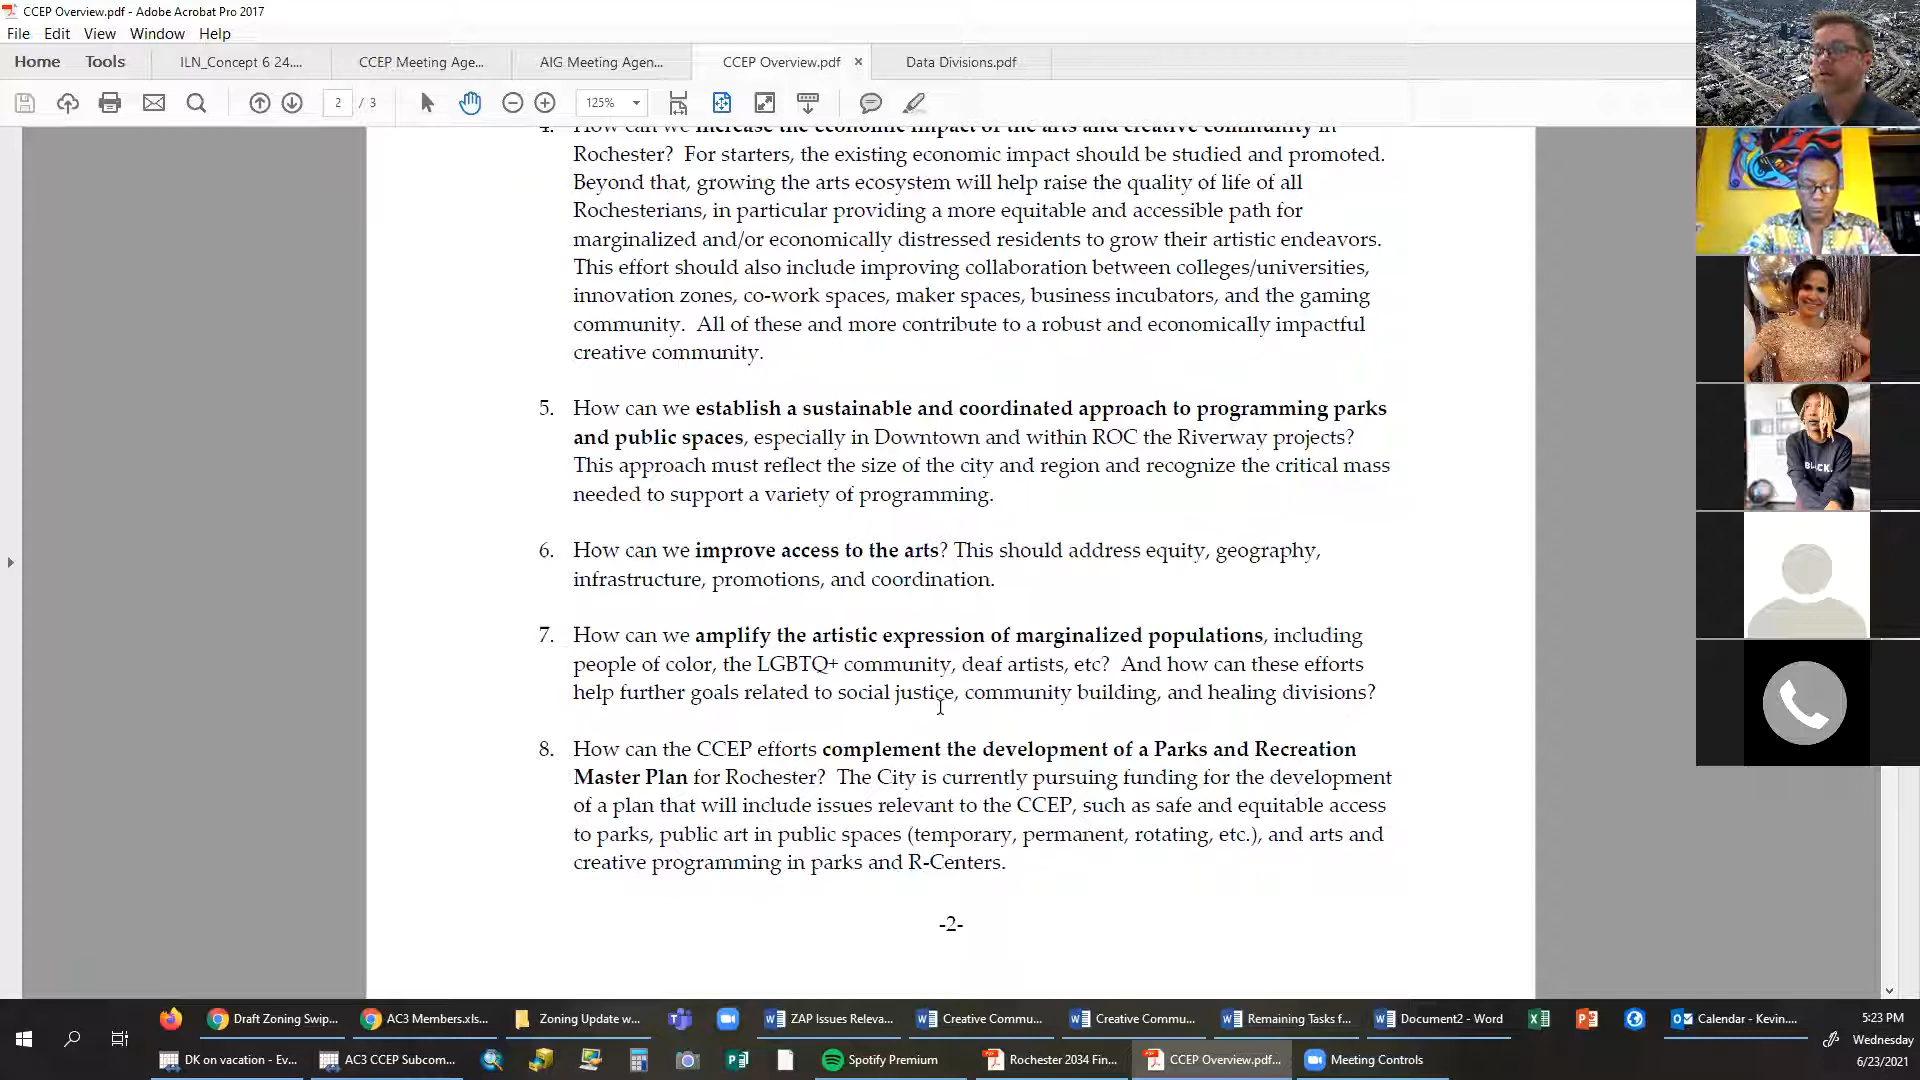 CCEP Overview.pdf - Adobe Acrobat Pro 2017
File Edit View Window Help
Home Tools ILN_Concept 6 24.... CCEP Meeting Age... AIG Meeting Agen... CCEP Overview.pdf × Data Divisions.pdf
2 / 3 125%
4. How can we increase the economic impact of the arts and creative community in
Rochester? For starters, the existing economic impact should be studied and promoted.
Beyond that, growing the arts ecosystem will help raise the quality of life of all
Rochesterians, in particular providing a more equitable and accessible path for
marginalized and/or economically distressed residents to grow their artistic endeavors.
This effort should also include improving collaboration between colleges/universities,
innovation zones, co-work spaces, maker spaces, business incubators, and the gaming
community. All of these and more contribute to a robust and economically impactful
creative community.
5. How can we establish a sustainable and coordinated approach to programming parks
and public spaces, especially in Downtown and within ROC the Riverway projects?
This approach must reflect the size of the city and region and recognize the critical mass
needed to support a variety of programming.
6. How can we improve access to the arts? This should address equity, geography,
infrastructure, promotions, and coordination.
7. How can we amplify the artistic expression of marginalized populations, including
people of color, the LGBTQ+ community, deaf artists, etc? And how can these efforts
help further goals related to social justice, community building, and healing divisions?
8. How can the CCEP efforts complement the development of a Parks and Recreation
Master Plan for Rochester? The City is currently pursuing funding for the development
of a plan that will include issues relevant to the CCEP, such as safe and equitable access
to parks, public art in public spaces (temporary, permanent, rotating, etc.), and arts and
creative programming in parks and R-Centers.
-2-
BLACK.
Draft Zoning Swip... AC3 Members.xls... Zoning Update w... ZAP Issues Releva... Creative Commu... Creative Commu... Remaining Tasks f... Document2 - Word Calendar - Kevin....
DK on vacation - Ev... AC3 CCEP Subcom... Spotify Premium Rochester 2034 Fin... CCEP Overview.pdf... Meeting Controls
5:23 PM
Wednesday
6/23/2021